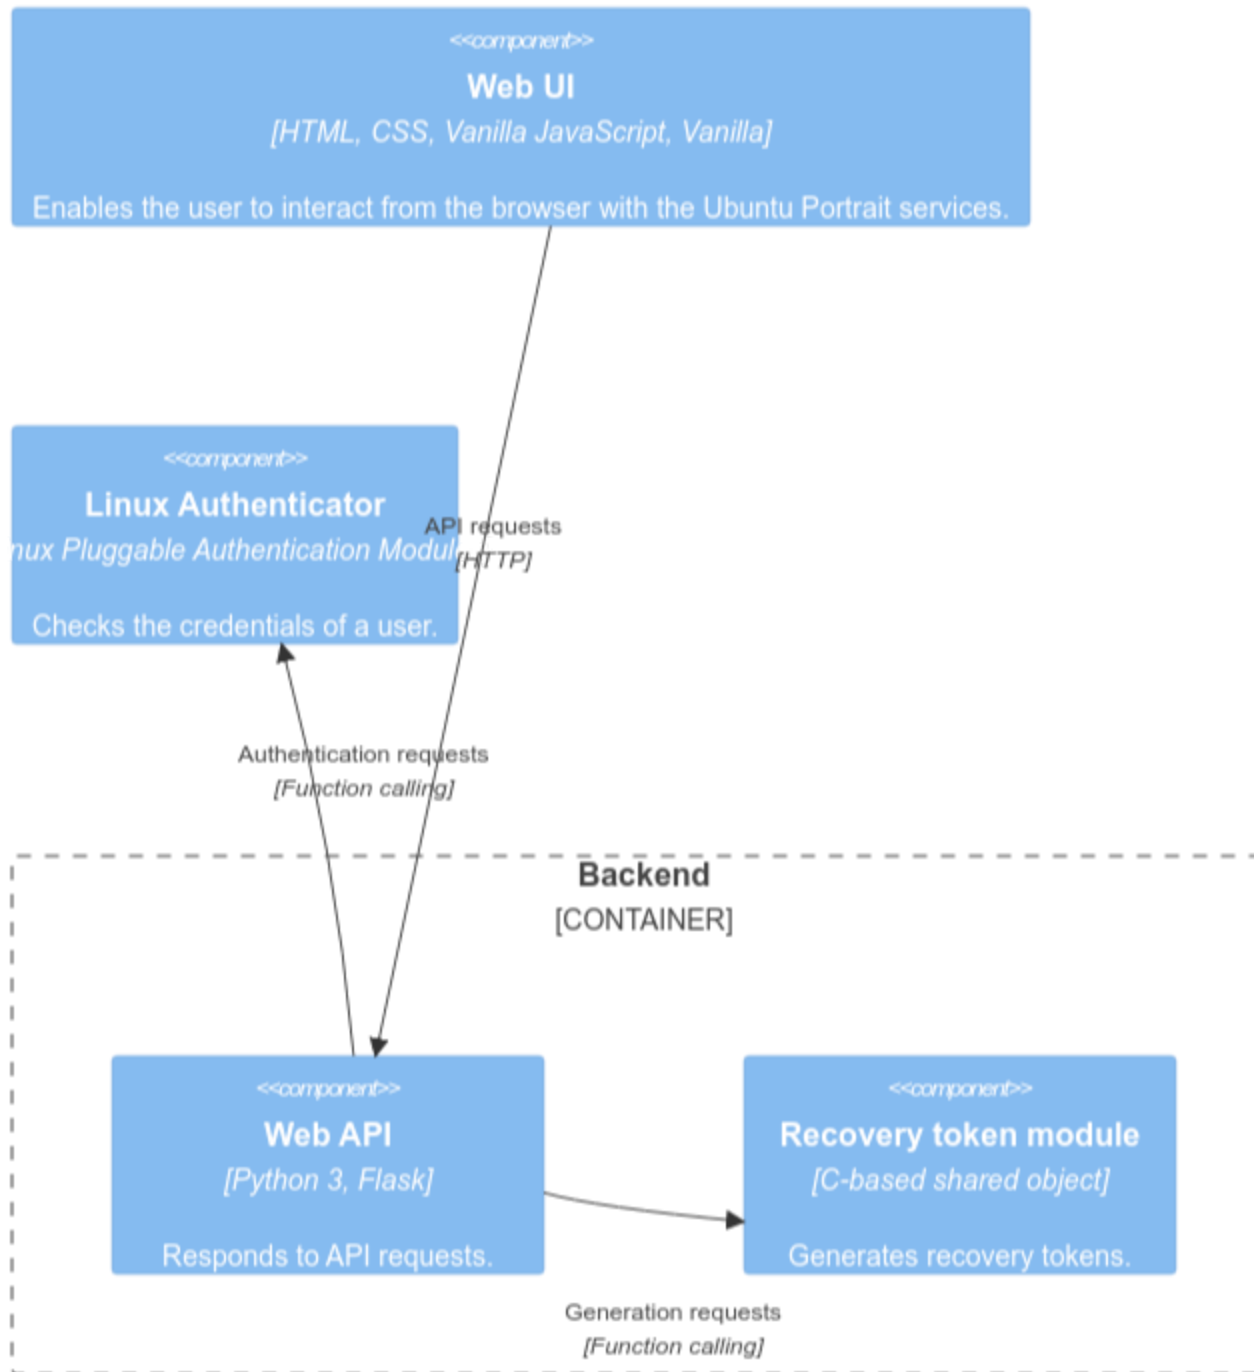 <<component>>
Web UI
[HTML, CSS, Vanilla JavaScript, Vanilla]
Enables the user to interact from the browser with the Ubuntu Portrait services.
<<component>>
Linux Authenticator
Pluggable Authentication
Checks the credentials of a user.
API requests
[HTTP]
Authentication requests
[Function calling]
Backend
[CONTAINER]
<<component>>
Web API
[Python 3, Flask]
Responds to API requests.
<<component>>
Recovery token module
[C-based shared object]
Generates recovery tokens.
Generation requests
[Function calling]